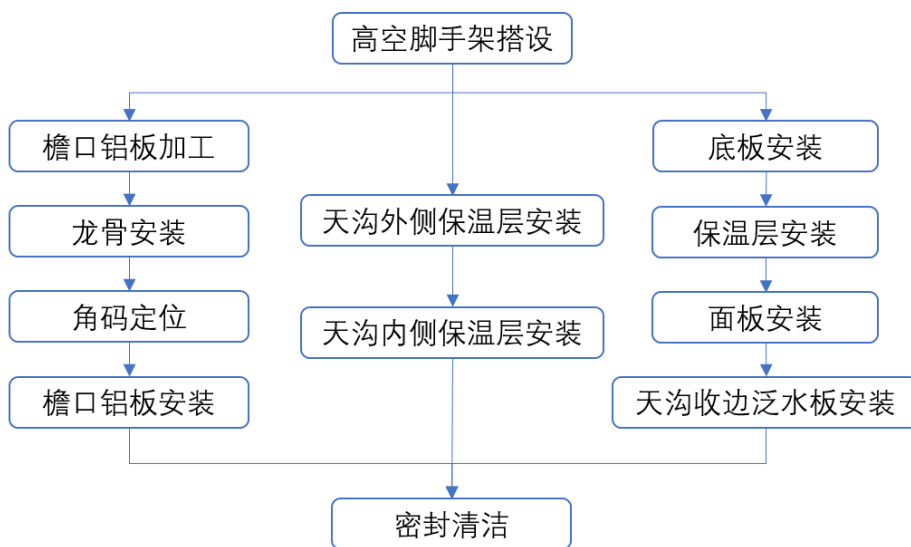 高空脚手架搭设
檐口铝板加工
龙骨安装
角码定位
檐口铝板安装
天沟外侧保温层安装
天沟内侧保温层安装
底板安装
保温层安装
面板安装
天沟收边泛水板安装
密封清洁